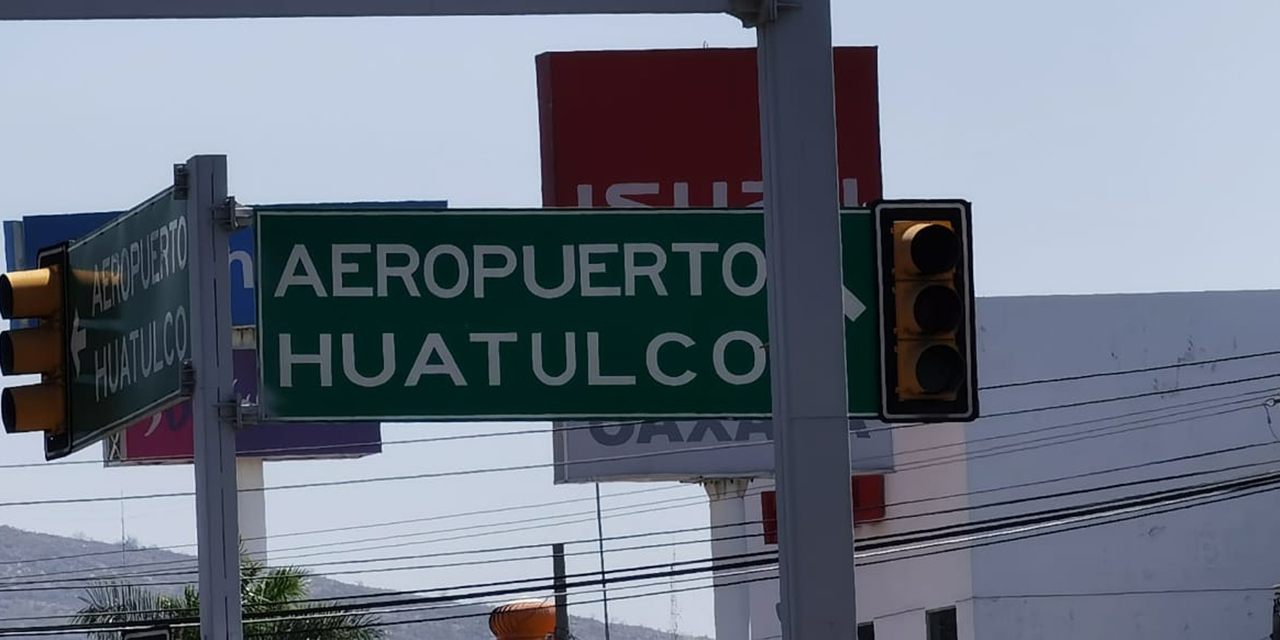 ISUZU
AEROPUERTO
HUATULCO
AEROPUERTO
HUATULCO
OAXACA